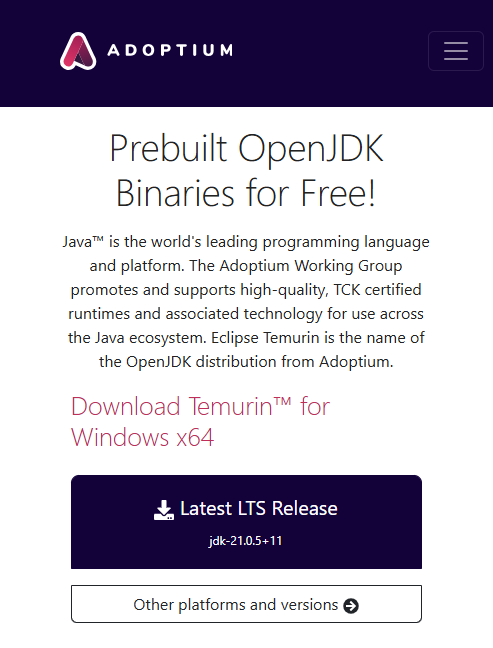 ADOPTIUM
Prebuilt OpenJDK
Binaries for Free!
Java™ is the world's leading programming language
and platform. The Adoptium Working Group
promotes and supports high-quality, TCK certified
runtimes and associated technology for use across
the Java ecosystem. Eclipse Temurin is the name of
the OpenJDK distribution from Adoptium.
Download Temurin™ for
Windows x64
Latest LTS Release
jdk-21.0.5+11
Other platforms and versions